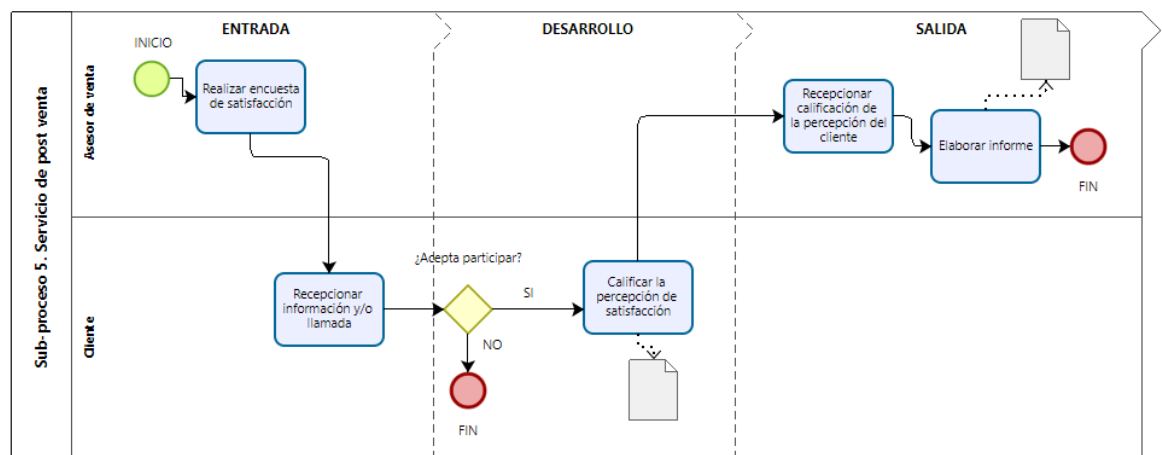 Sub-proceso 5. Servicio de post venta
ENTRADA
DESARROLLO
SALIDA
Asesor de venta
INICIO
Realizar encuesta
de satisfacción
Recepcionar
calificación de
la percepción del
cliente
Elaborar informe
FIN
Cliente
Recepcionar
información y/o
llamada
¿Acepta participar?
SI
NO
FIN
Calificar la
percepción de
satisfacción